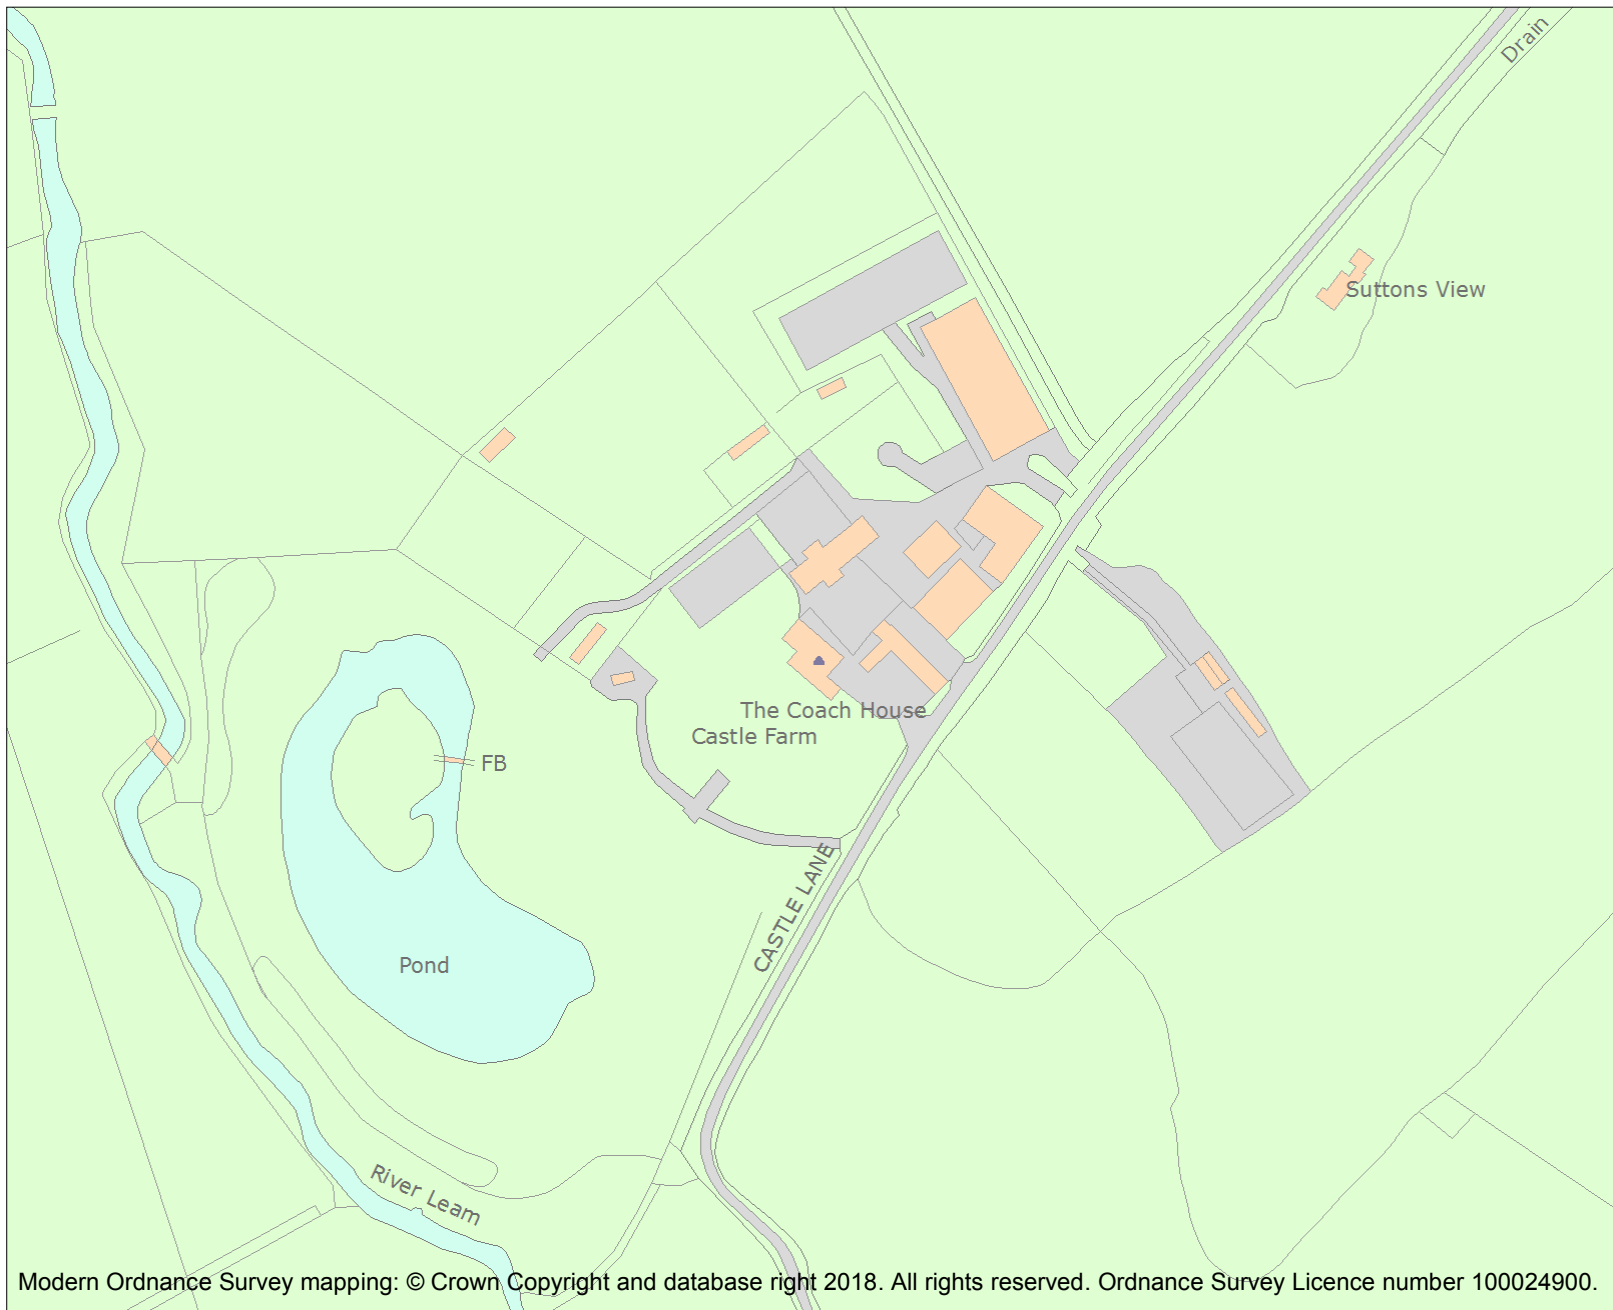 Drain
Suttons View
The Coach House
Castle Farm
FB
CASTLE LANE
Pond
River Leam
Modern Ordnance Survey mapping: © Crown Copyright and database right 2018. All rights reserved. Ordnance Survey Licence number 100024900.